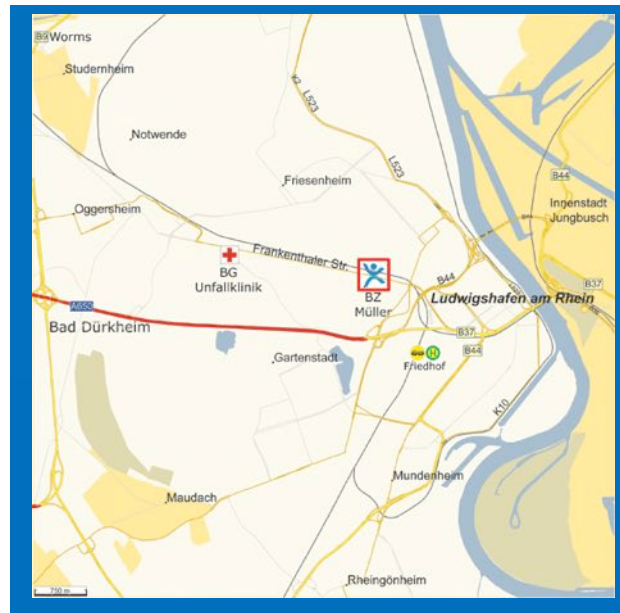 B9 Worms
Studernheim
K2
L523
Notwende
L523
Friesenheim
B44
Oggersheim
Innenstadt
Jungbusch
Frankenthaler Str.
BG
Unfallklinik
BZ
Müller
B44
B37
A650
Ludwigshafen am Rhein
Bad Dürkheim
B37
B44
Gartenstadt
H
Friedhof
K10
Mundenheim
Maudach
Rheingönheim
750 m